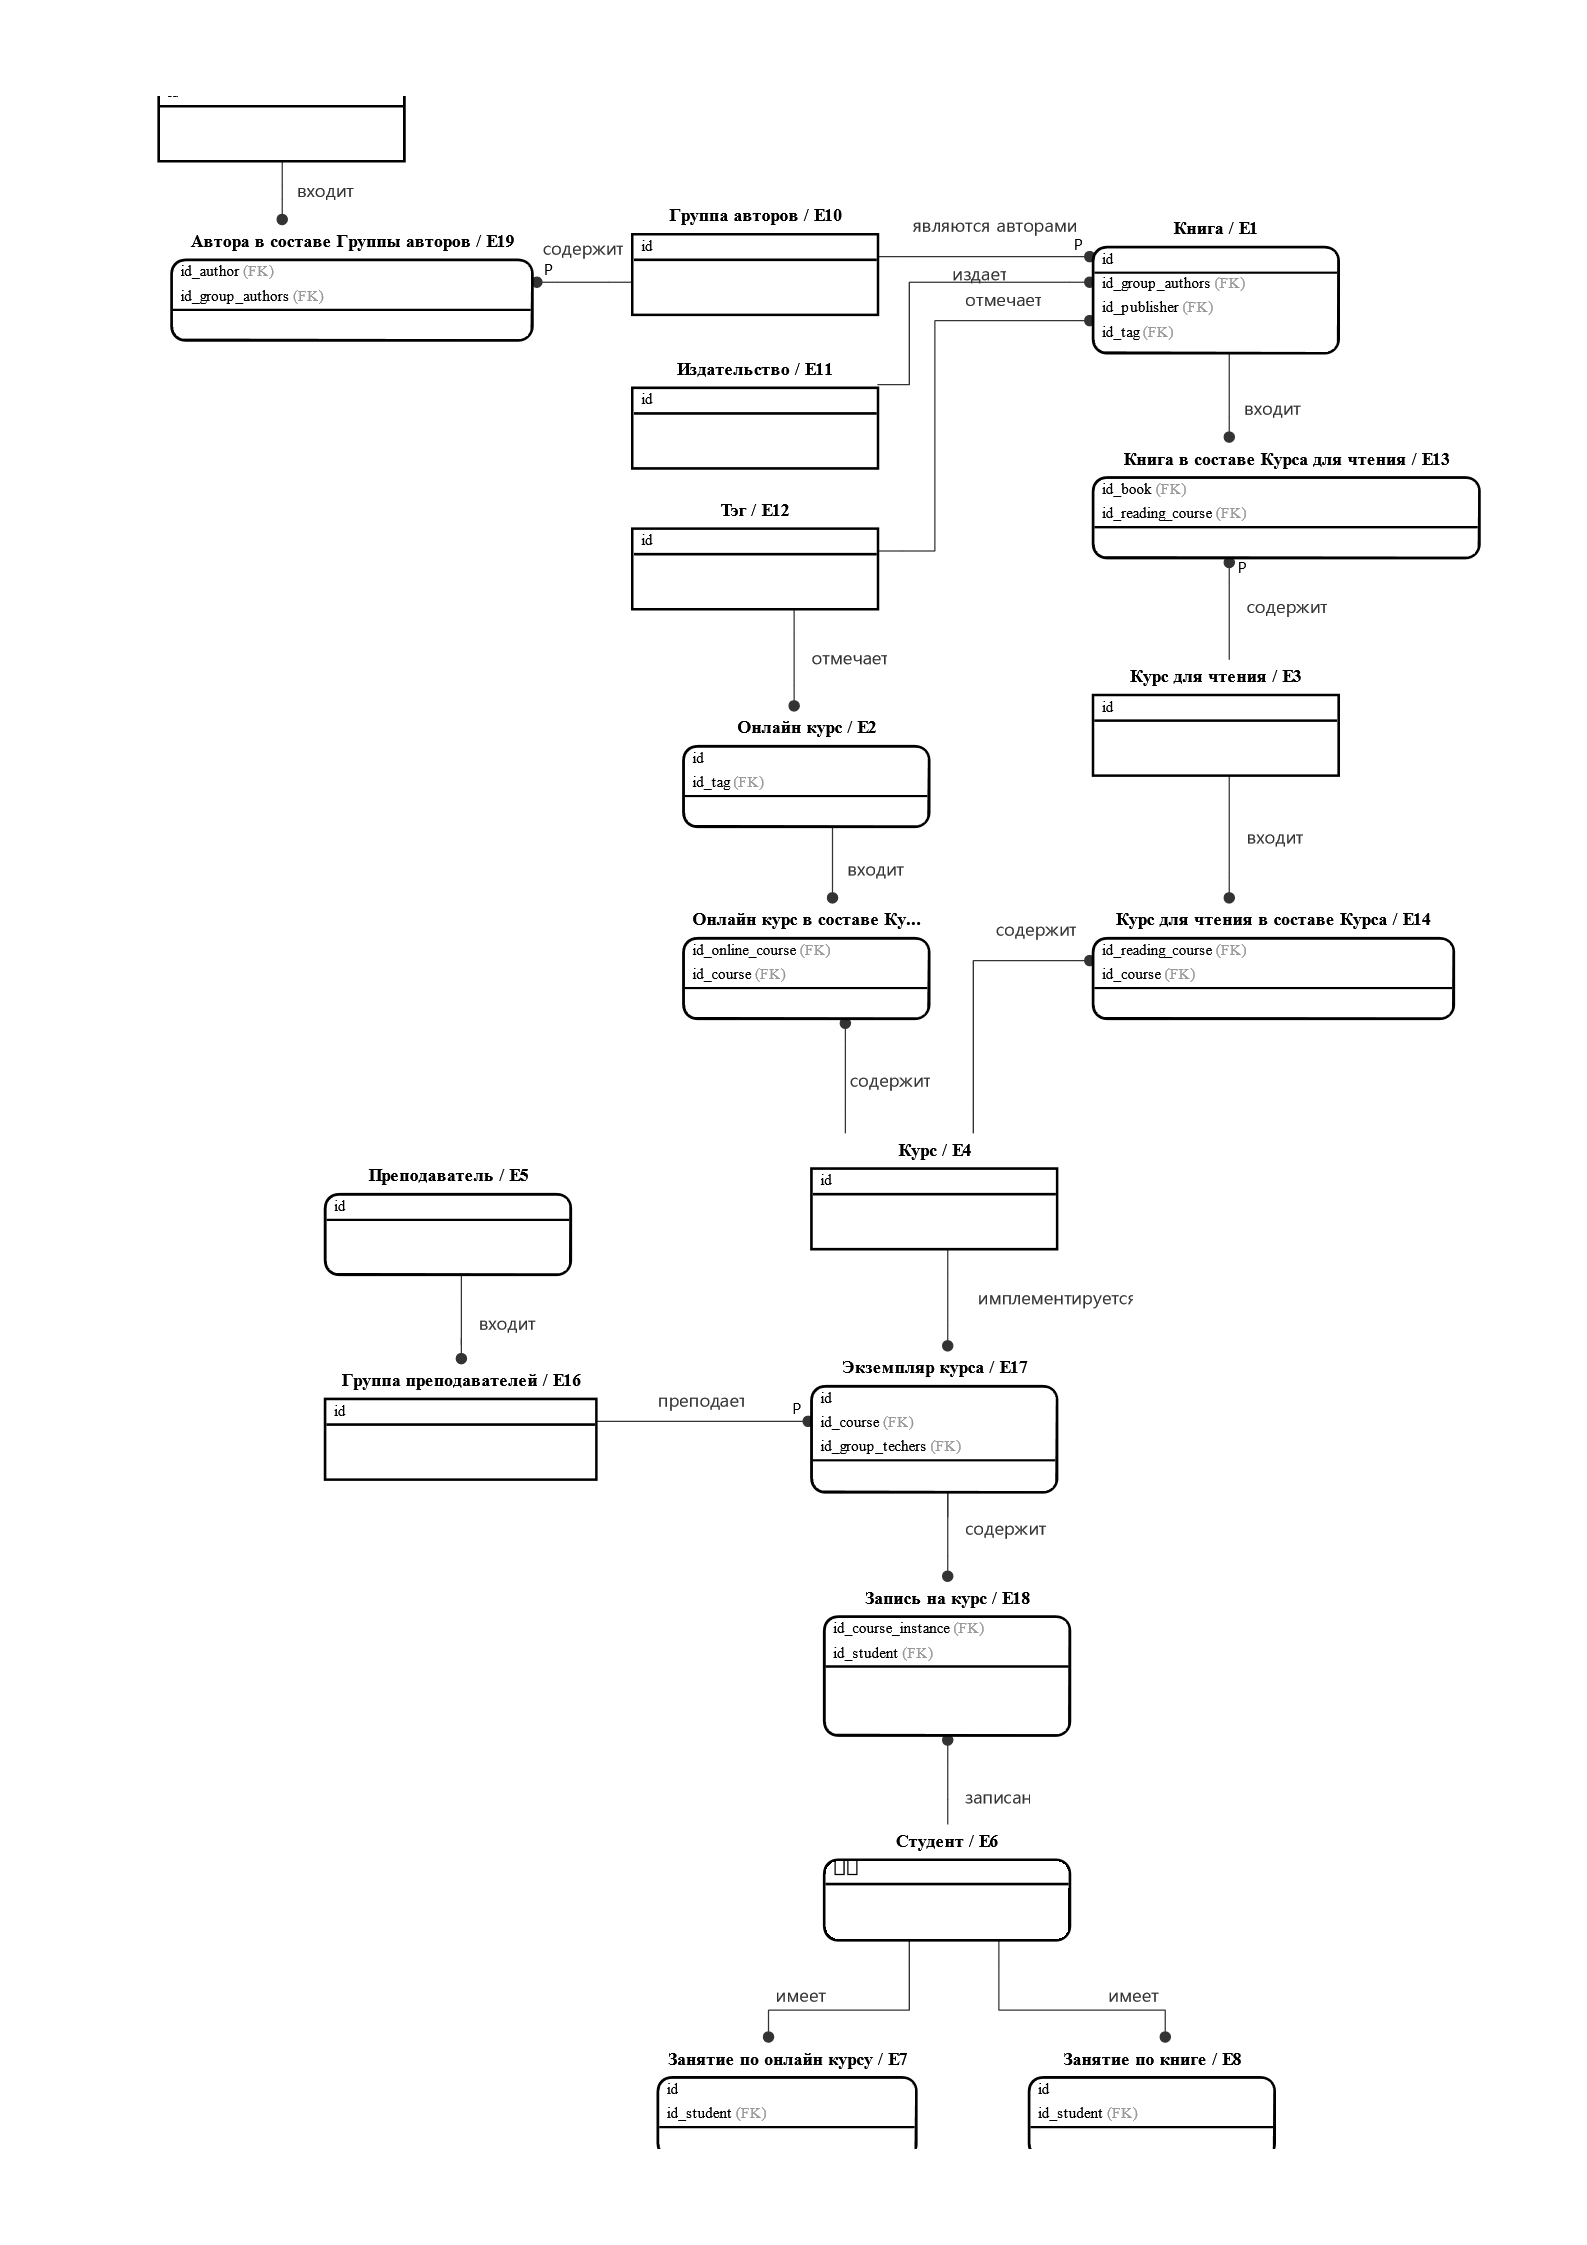 входит
Группа авторов / E10
являются авторами
Книга / E1
Автора в составе Группы авторов / E19
содержит
P
id
P
id
id_author (FK)
id_group_authors (FK)
издает
id_group_authors (FK)
отмечает
id_publisher (FK)
id_tag (FK)
Издательство / E11
id
входит
Книга в составе Курса для чтения / E13
id_book (FK)
id_reading_course (FK)
Тэг / E12
id
P
содержит
отмечает
Курс для чтения / E3
id
Онлайн курс / E2
id
id_tag (FK)
входит
входит
Онлайн курс в составе Ку...
id_online_course (FK)
id_course (FK)
содержит
Курс для чтения в составе Курса / E14
id_reading_course (FK)
id_course (FK)
содержит
Курс / E4
id
Преподаватель / E5
id
имплементируется
входит
Группа преподавателей / E16
id
преподает
P
Экземпляр курса / E17
id
id_course (FK)
id_group_techers (FK)
содержит
Запись на курс / E18
id_course_instance (FK)
id_student (FK)
записан
Студент / E6
имеет
имеет
Занятие по онлайн курсу / E7
id
id_student (FK)
Занятие по книге / E8
id
id_student (FK)